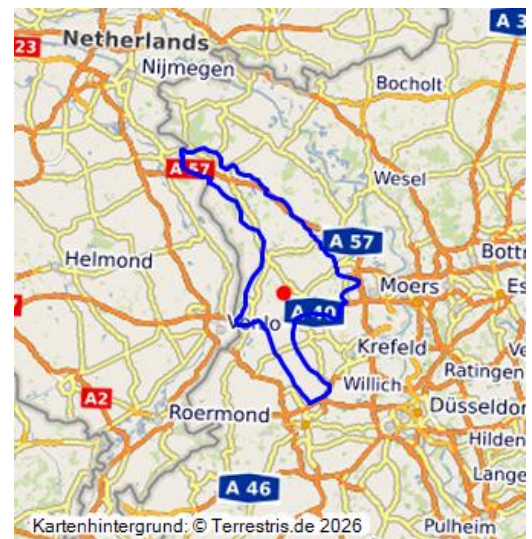 A 3
23
Netherlands
Nijmegen
Bocholt
A 57
Wesel
A 57
Helmond
Bottr
Moers
Es
A 40
Venlo
Krefeld
Ve
Ratingen
A2
Willich
Roermond
Düsseldor
Hilden
Lange
A 46
Pulheim
Kartenhintergrund: © Terrestris.de 2026